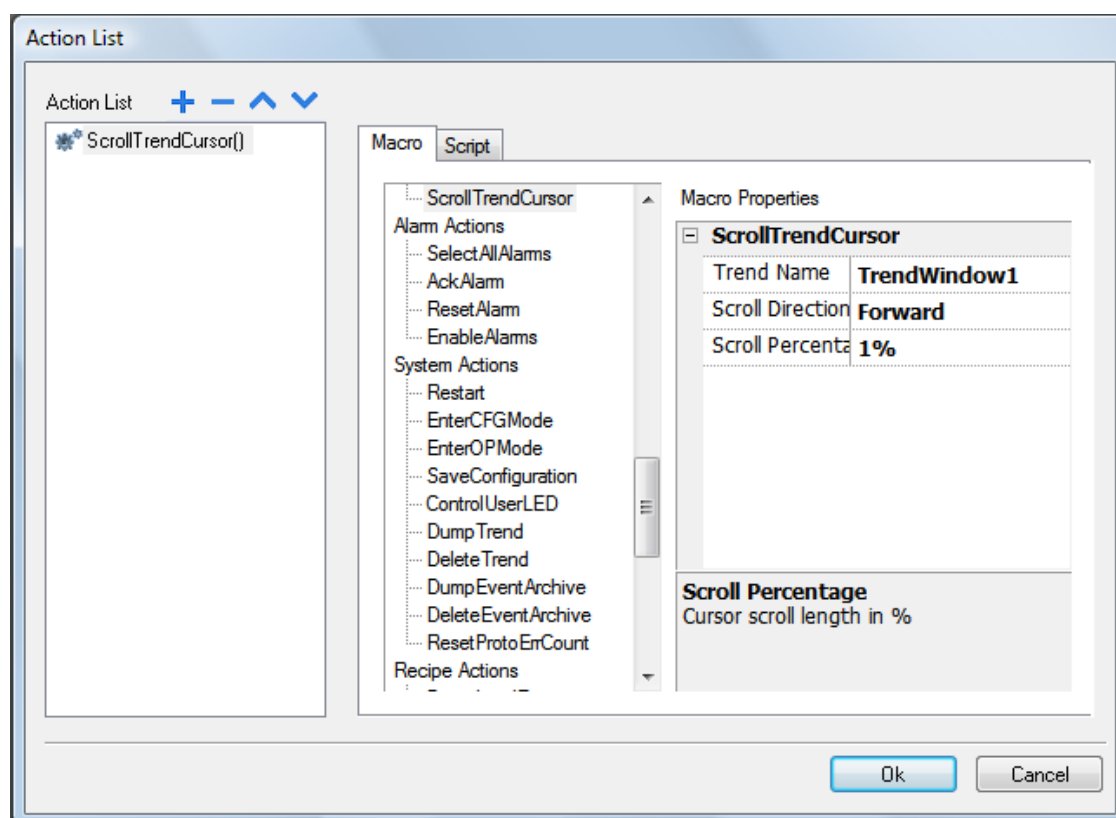 Action List
Action List
ScrollTrendCursor()
Macro
Script
ScrollTrendCursor
Alarm Actions
SelectAllAlarms
AckAlarm
ResetAlarm
EnableAlarms
System Actions
Restart
EnterCFGMode
EnterOPMode
SaveConfiguration
ControlUserLED
DumpTrend
DeleteTrend
DumpEventArchive
DeleteEventArchive
ResetProtoErrCount
Recipe Actions
Macro Properties
ScrollTrendCursor
Trend Name TrendWindow1
Scroll Direction Forward
Scroll Percenta 1%
Scroll Percentage
Cursor scroll length in %
Ok
Cancel